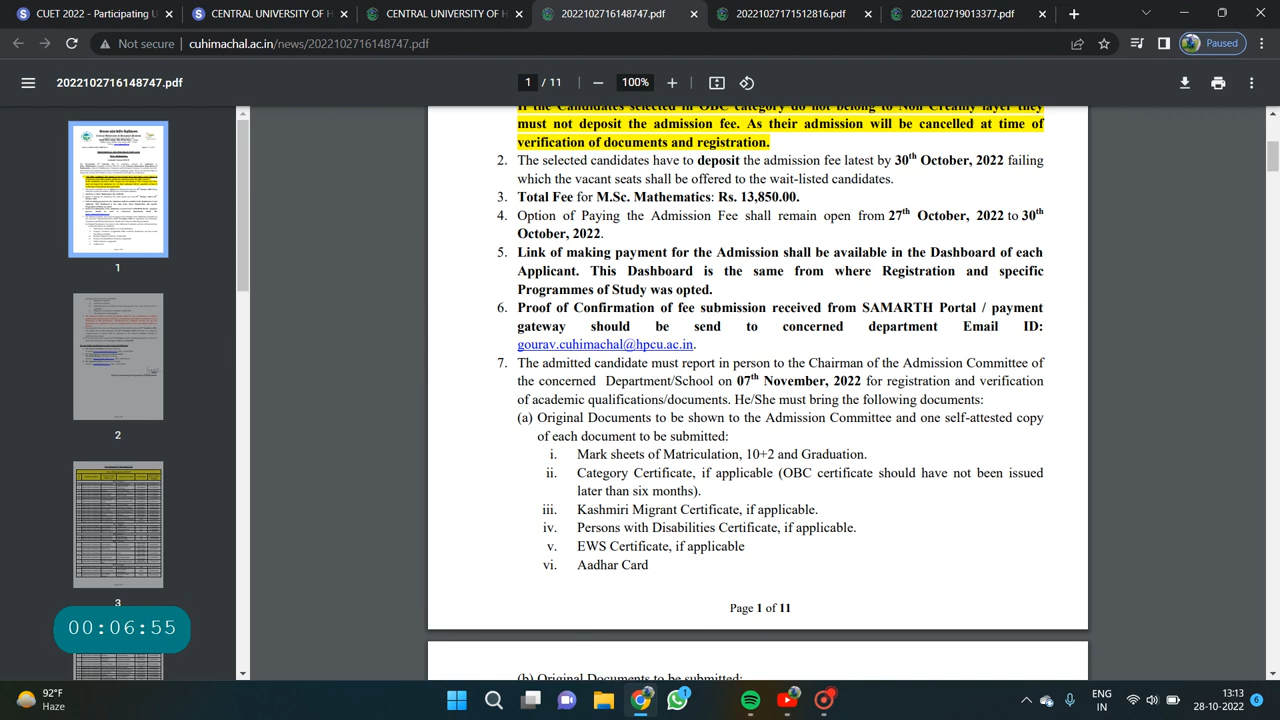 CUET 2022 - Participating U
CENTRAL UNIVERSITY OF H
CENTRAL UNIVERSITY OF H
2022102716148747.pdf
2022102717512816.pdf
2022102719013377.pdf
Not secure
cuhimachal.ac.in/news/2022102716148747.pdf
Paused
2022102716148747.pdf
1 / 11
100%
must not deposit the admission fee. As their admission will be cancelled at time of
verification of documents and registration.
2. The selected candidates have to deposit the admission fee latest by 30th October, 2022 failing
which the vacant seats shall be offered to the wait-listed candidates.
3. Total Fee for M.Sc. Mathematics: Rs. 13,850.00.
4. Option of Paying the Admission Fee shall remain open from 27th October, 2022 to 30th
October, 2022.
5. Link of making payment for the Admission shall be available in the Dashboard of each
Applicant. This Dashboard is the same from where Registration and specific
Programmes of Study was opted.
6. Proof of Confirmation of fee submission received from SAMARTH Portal / payment
gateway should be send to concerned department Email ID:
gourav.cuhimachal@hpcu.ac.in.
7. The admitted candidate must report in person to the Chairman of the Admission Committee of
the concerned Department/School on 07th November, 2022 for registration and verification
of academic qualifications/documents. He/She must bring the following documents:
(a) Original Documents to be shown to the Admission Committee and one self-attested copy
of each document to be submitted:
i. Mark sheets of Matriculation, 10+2 and Graduation.
ii. Category Certificate, if applicable (OBC certificate should have not been issued
later than six months).
iii. Kashmiri Migrant Certificate, if applicable.
iv. Persons with Disabilities Certificate, if applicable.
v. EWS Certificate, if applicable
vi. Aadhar Card
Page 1 of 11
(b) Original Documents to be submitted:
1
2
3
00:06:55
92°F
Haze
1
ENG
IN
13:13
28-10-2022